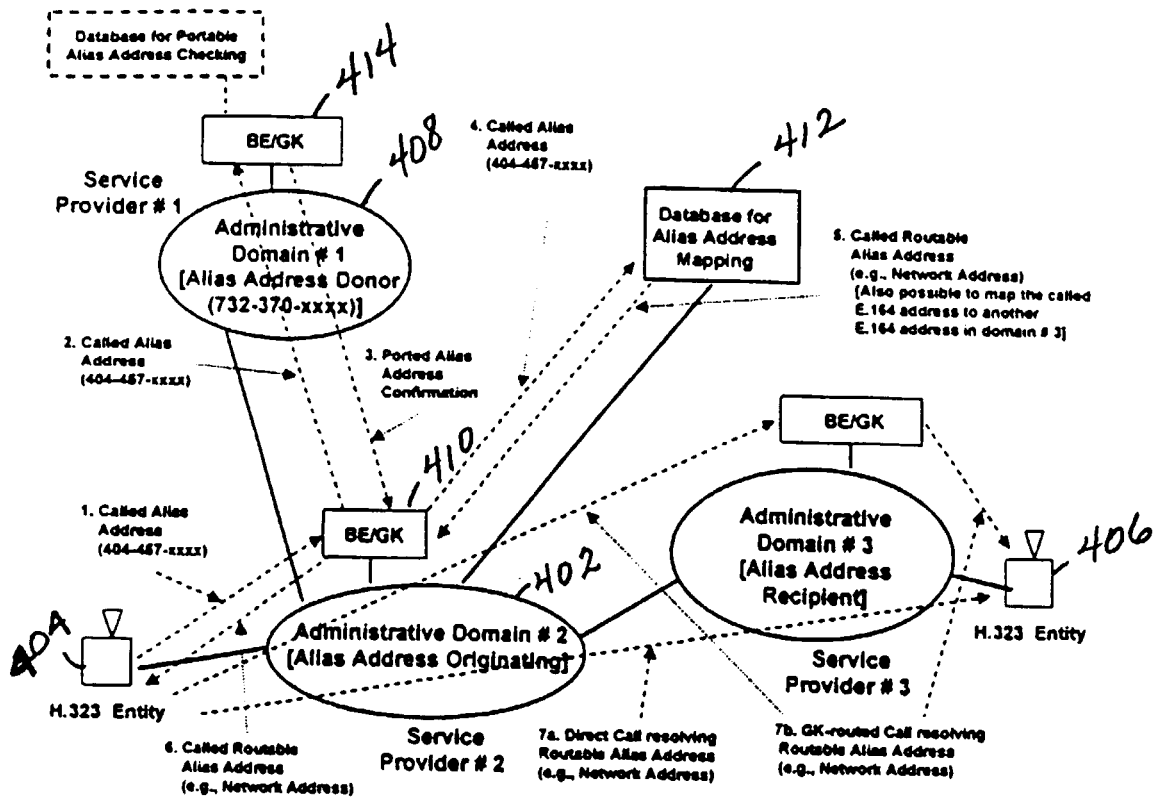 Database for Portable
Alias Address Checking
414
BE/GK
408
Service
Provider # 1
4. Called Alias
Address
(404-457-xxxx)
412
Administrative
Domain # 1
[Alias Address Donor
(732-370-xxxx)]
Database for
Alias Address
Mapping
5. Called Routable
Alias Address
(e.g., Network Address)
[Also possible to map the called
E.164 address to another
E.164 address in domain # 3]
2. Called Alias
Address
(404-457-xxxx)
3. Ported Alias
Address
Confirmation
BE/GK
410
1. Called Alias
Address
(404-457-xxxx)
BE/GK
402
Administrative
Domain # 3
[Alias Address
Recipient]
406
404
H.323 Entity
Administrative Domain # 2
[Alias Address Originating]
H.323 Entity
Service
Provider # 3
6. Called Routable
Alias Address
(e.g., Network Address)
Service
Provider # 2
7a. Direct Call resolving
Routable Alias Address
(e.g., Network Address)
7b. GK-routed Call resolving
Routable Alias Address
(e.g., Network Address)